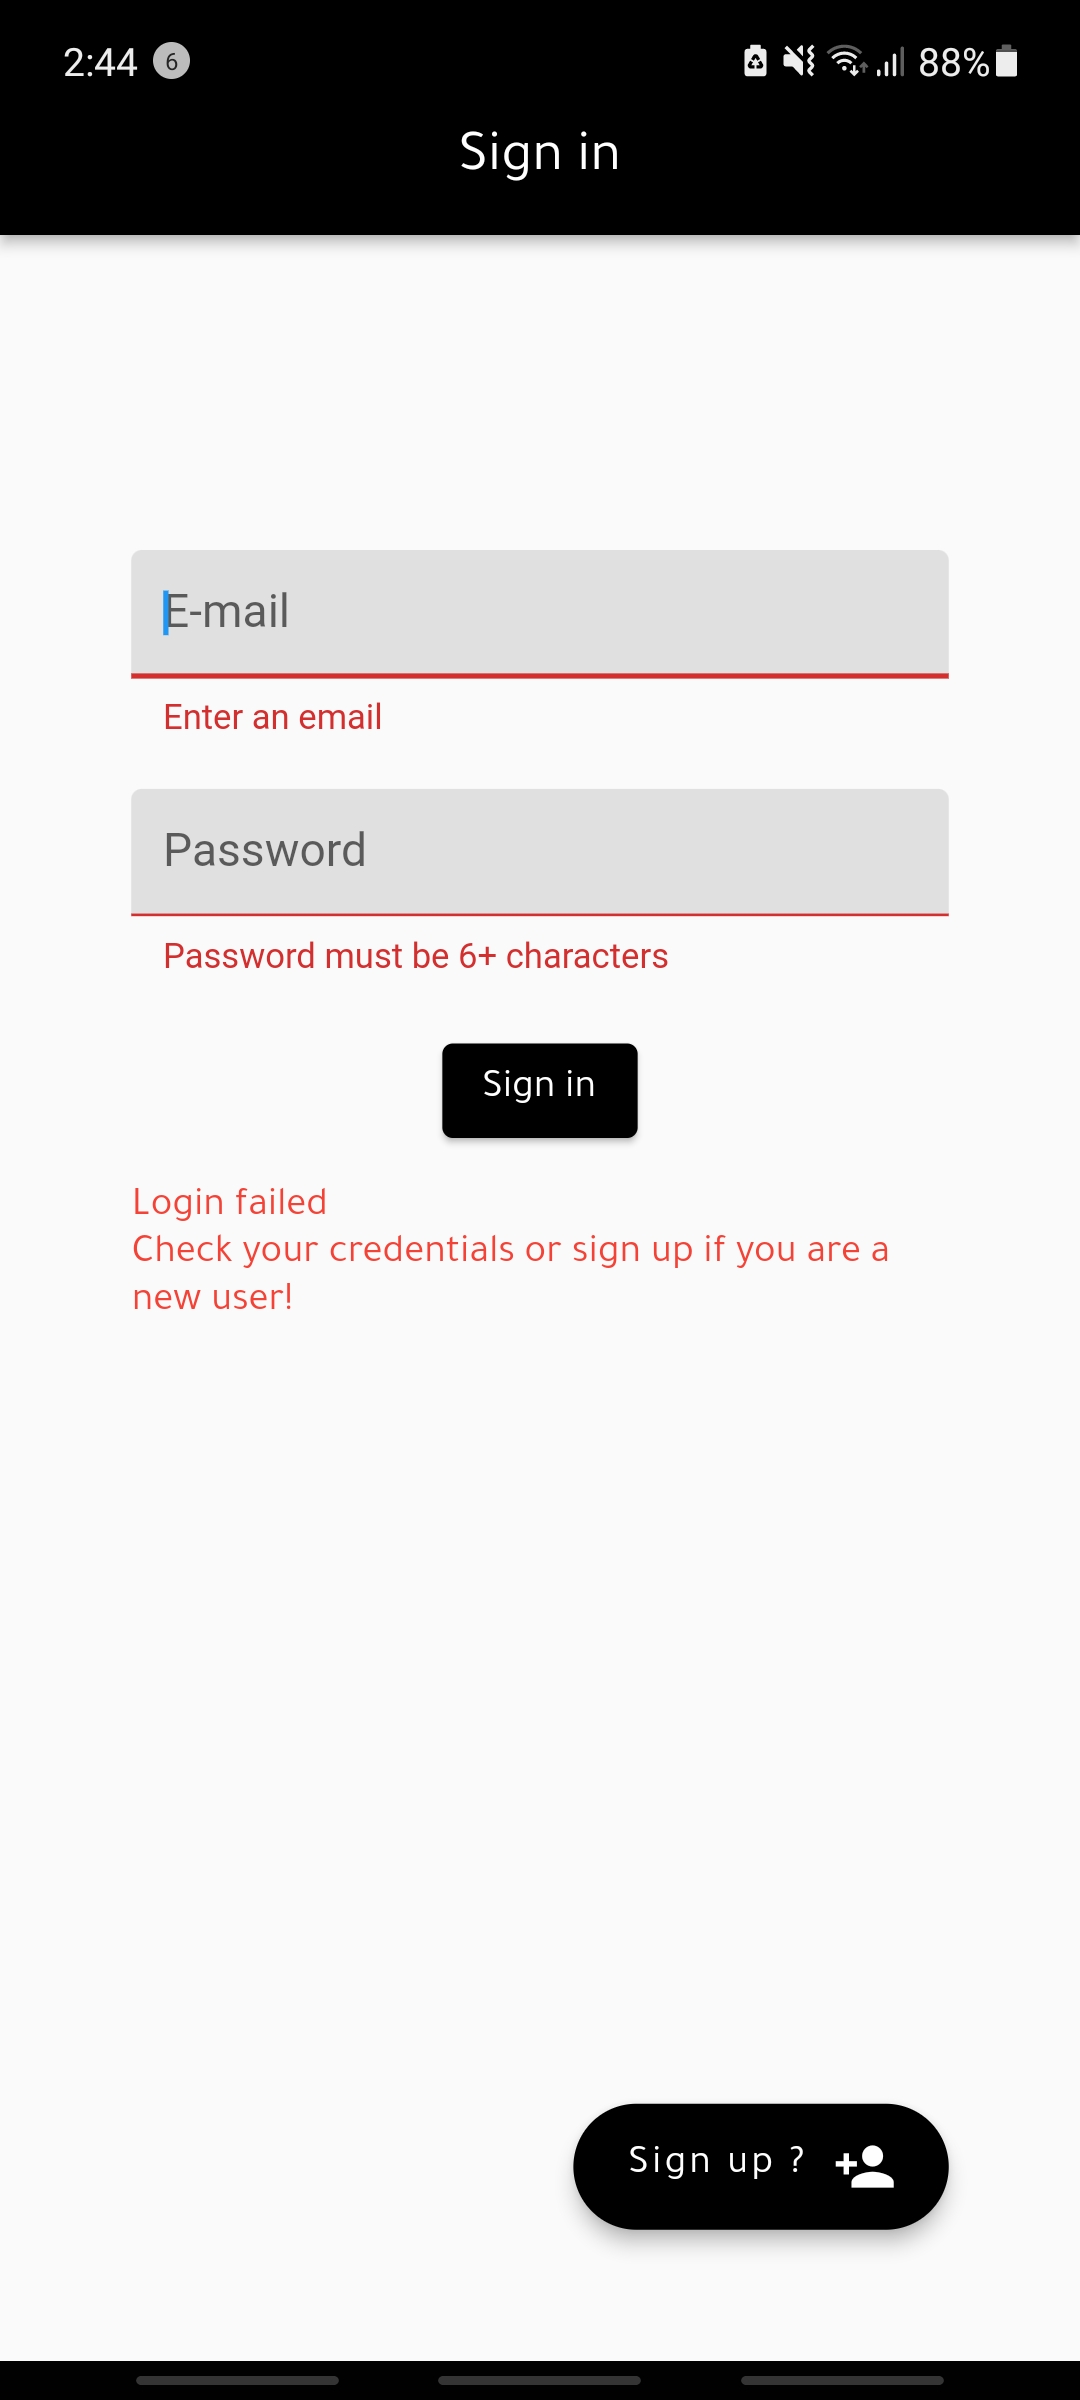 2:44 6 88%
Sign in
E-mail
Enter an email
Password
Password must be 6+ characters
Sign in
Login failed
Check your credentials or sign up if you are a
new user!
Sign up ?